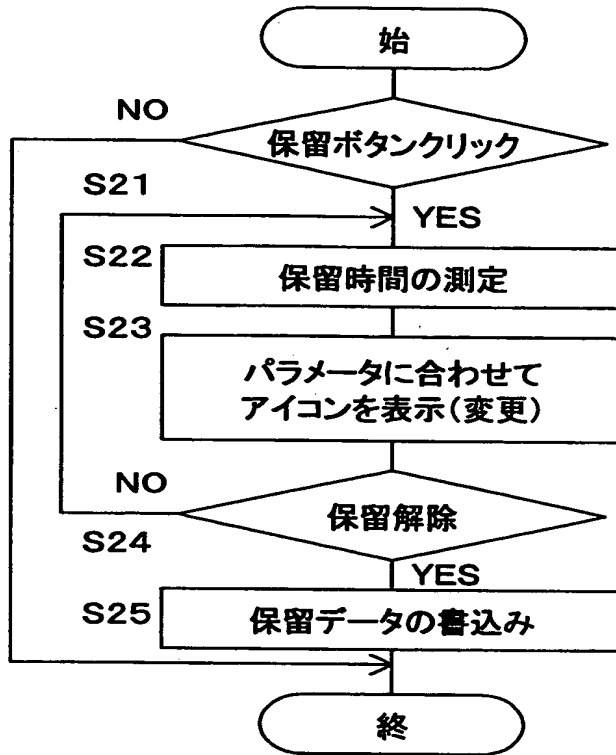 始
NO
保留ボタンクリック
S21
YES
S22
保留時間の測定
S23
パラメータに合わせて
アイコンを表示(変更)
NO
保留解除
S24
YES
S25
保留データの書込み
終